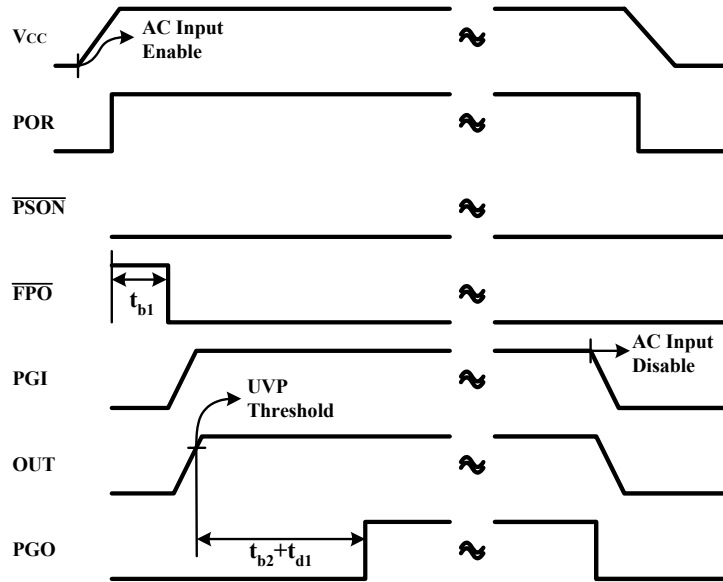 VCC
AC Input
Enable
POR
PSON
FPO
tb1
PGI
AC Input
Disable
UVP
Threshold
OUT
PGO
tb2+td1